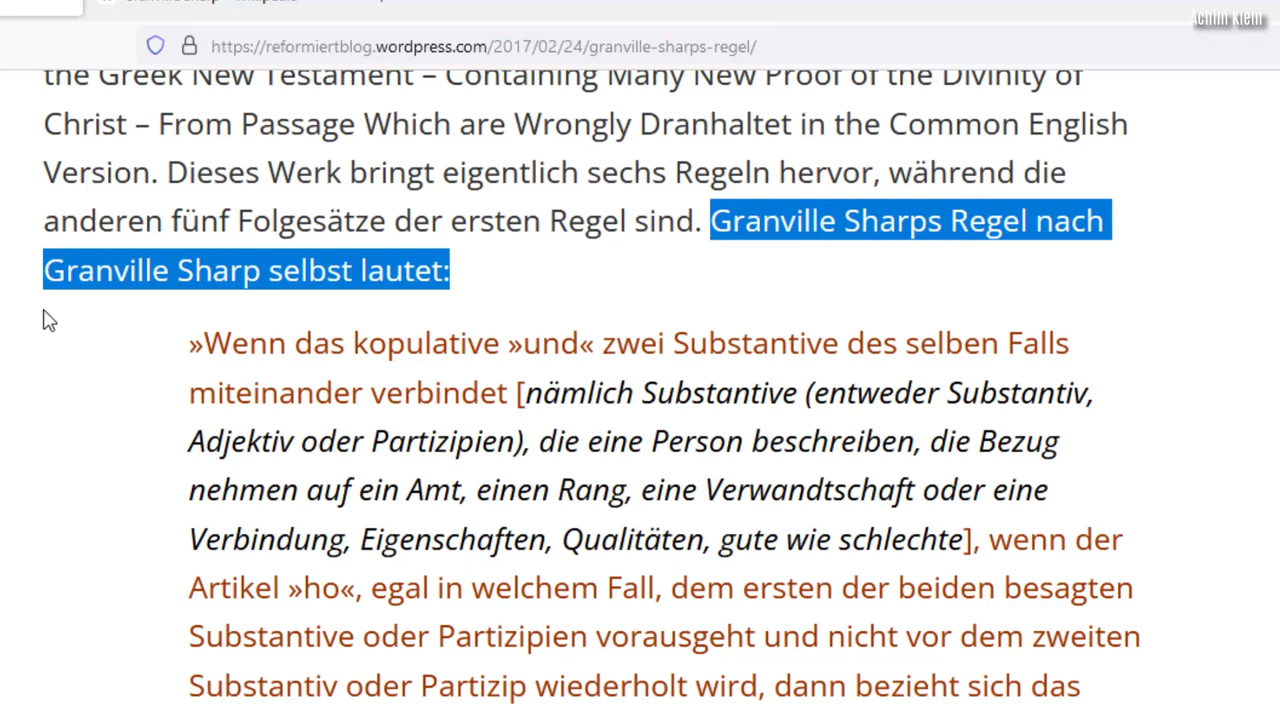 Achim Klein
https://reformiertblog.wordpress.com/2017/02/24/granville-sharps-regel/
the Greek New Testament – Containing Many New Proof of the Divinity of
Christ – From Passage Which are Wrongly Dranhaltet in the Common English
Version. Dieses Werk bringt eigentlich sechs Regeln hervor, während die
anderen fünf Folgesätze der ersten Regel sind. Granville Sharps Regel nach
Granville Sharp selbst lautet:
»Wenn das kopulative »und« zwei Substantive des selben Falls
miteinander verbindet [nämlich Substantive (entweder Substantiv,
Adjektiv oder Partizipien), die eine Person beschreiben, die Bezug
nehmen auf ein Amt, einen Rang, eine Verwandtschaft oder eine
Verbindung, Eigenschaften, Qualitäten, gute wie schlechte], wenn der
Artikel »ho«, egal in welchem Fall, dem ersten der beiden besagten
Substantive oder Partizipien vorausgeht und nicht vor dem zweiten
Substantiv oder Partizip wiederholt wird, dann bezieht sich das